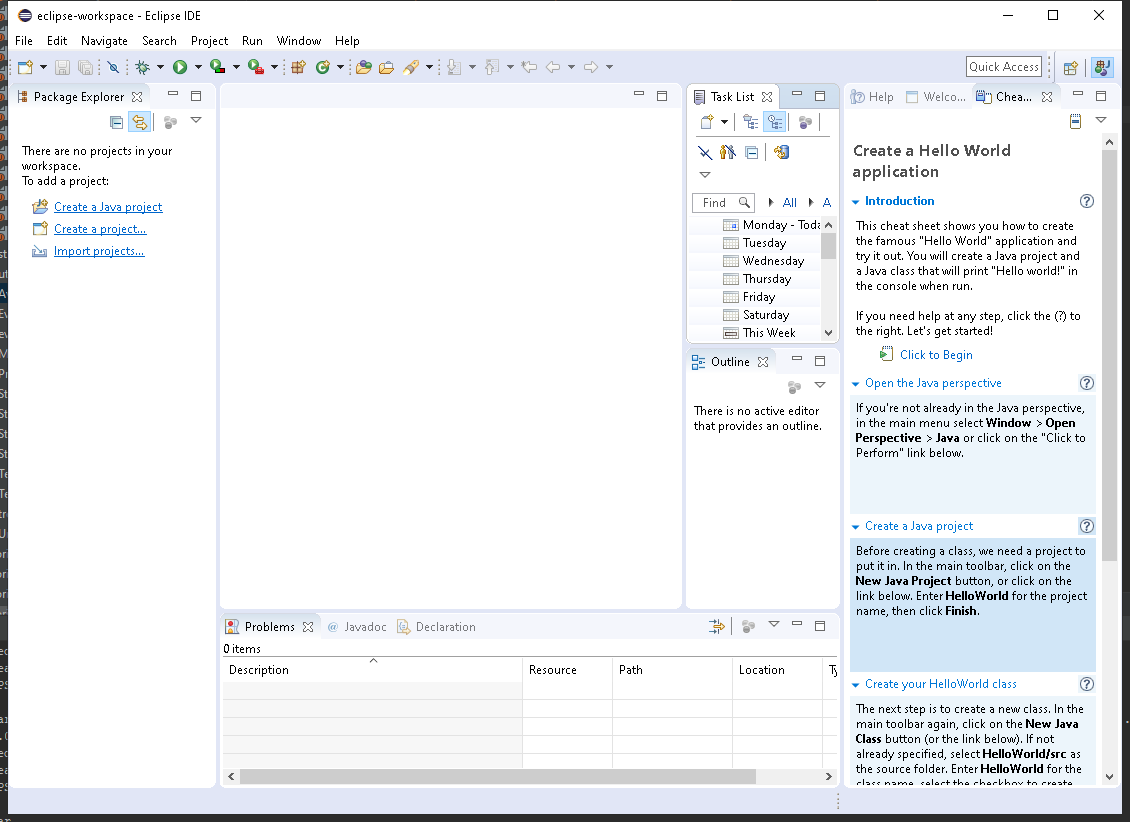 eclipse-workspace - Eclipse IDE
File Edit Navigate Search Project Run Window Help
Quick Access
Package Explorer
There are no projects in your
workspace.
To add a project:
Create a Java project
Create a project...
Import projects...
Task List
Find All A
Monday - Toda
Tuesday
Wednesday
Thursday
Friday
Saturday
This Week
Outline
There is no active editor
that provides an outline.
Help Welco... Chea...
Create a Hello World
application
Introduction
This cheat sheet shows you how to create
the famous "Hello World" application and
try it out. You will create a Java project and
a Java class that will print "Hello world!" in
the console when run.
If you need help at any step, click the (?) to
the right. Let's get started!
Click to Begin
Open the Java perspective
If you're not already in the Java perspective,
in the main menu select Window > Open
Perspective > Java or click on the "Click to
Perform" link below.
Create a Java project
Before creating a class, we need a project to
put it in. In the main toolbar, click on the
New Java Project button, or click on the
link below. Enter HelloWorld for the project
name, then click Finish.
Create your HelloWorld class
The next step is to create a new class. In the
main toolbar again, click on the New Java
Class button (or the link below). If not
already specified, select HelloWorld/src as
the source folder. Enter HelloWorld for the
class name, select the checkbox to create
Problems @ Javadoc Declaration
0 items
Description Resource Path Location Ty